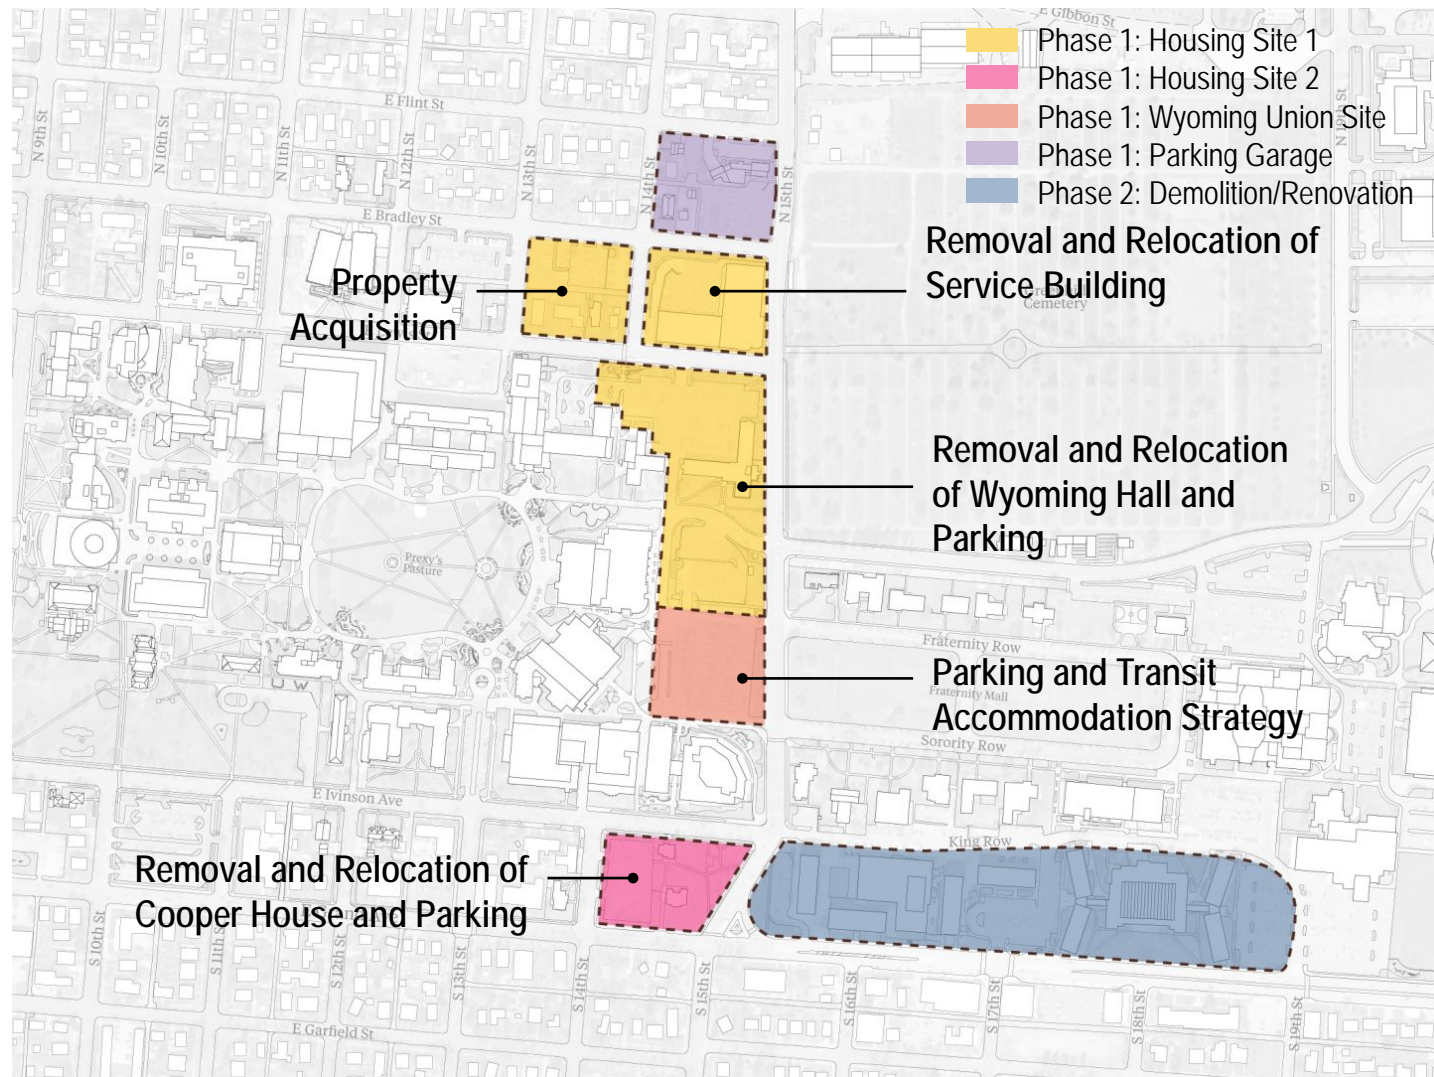 E Gibbon St
Phase 1: Housing Site 1
Phase 1: Housing Site 2
Phase 1: Wyoming Union Site
Phase 1: Parking Garage
Phase 2: Demolition/Renovation
E Flint St
N 9th St
N 10th St
N 11th St
N 12th St
N 13th St
N 14th St
N 15th St
N 19th St
E Bradley St
Removal and Relocation of
Service Building
Property
Acquisition
Cemetery
Removal and Relocation
of Wyoming Hall and
Parking
Prexy's
Pasture
Fraternity Row
Parking and Transit
Accommodation Strategy
Fraternity Mall
Sorority Row
U W
E Ivinson Ave
King Row
Removal and Relocation of
Cooper House and Parking
S 10th St
S 11th St
S 12th St
S 13th St
S 14th St
S 15th St
S 16th St
S 17th St
S 18th St
S 19th St
E Garfield St